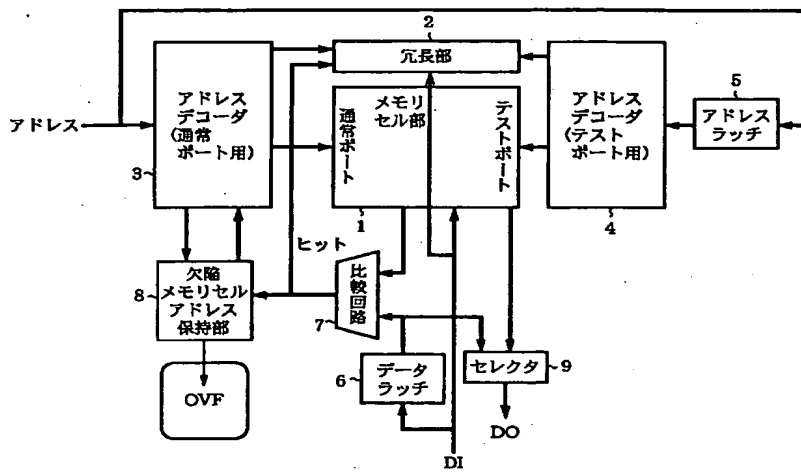 2
冗長部
アドレス
アドレス
デコーダ
(通常
ポート用)
3
通常ポート
メモリ
セル部
テストポート
1
アドレス
デコーダ
(テスト
ポート用)
4
5
アドレス
ラッチ
ヒット
欠陥
メモリセル
アドレス
保持部
8
比較回路
7
データ
ラッチ
6
セレクタ
9
OVF
DO
DI